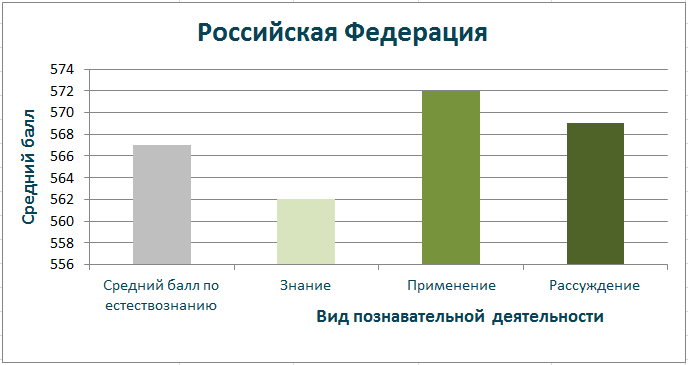 Российская Федерация
Средний балл
574
572
570
568
566
564
562
560
558
556
Средний балл по
естествознанию
Знание
Применение
Рассуждение
Вид познавательной деятельности